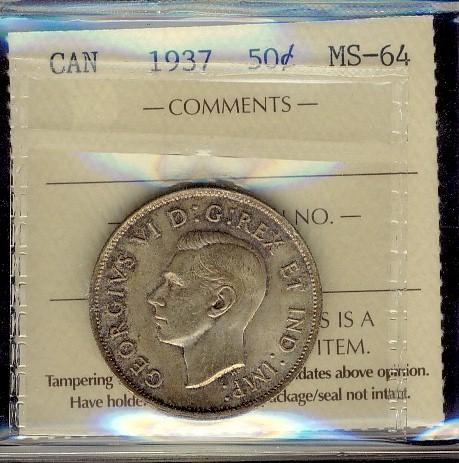 CAN 1937 50¢ MS-64
— COMMENTS —
NO. —
GEORGIVS VI D:G:REX ET IND:IMP:
S IS A
ITEM.
Tampering dates above opinion.
Have holde ckage/seal not intact.